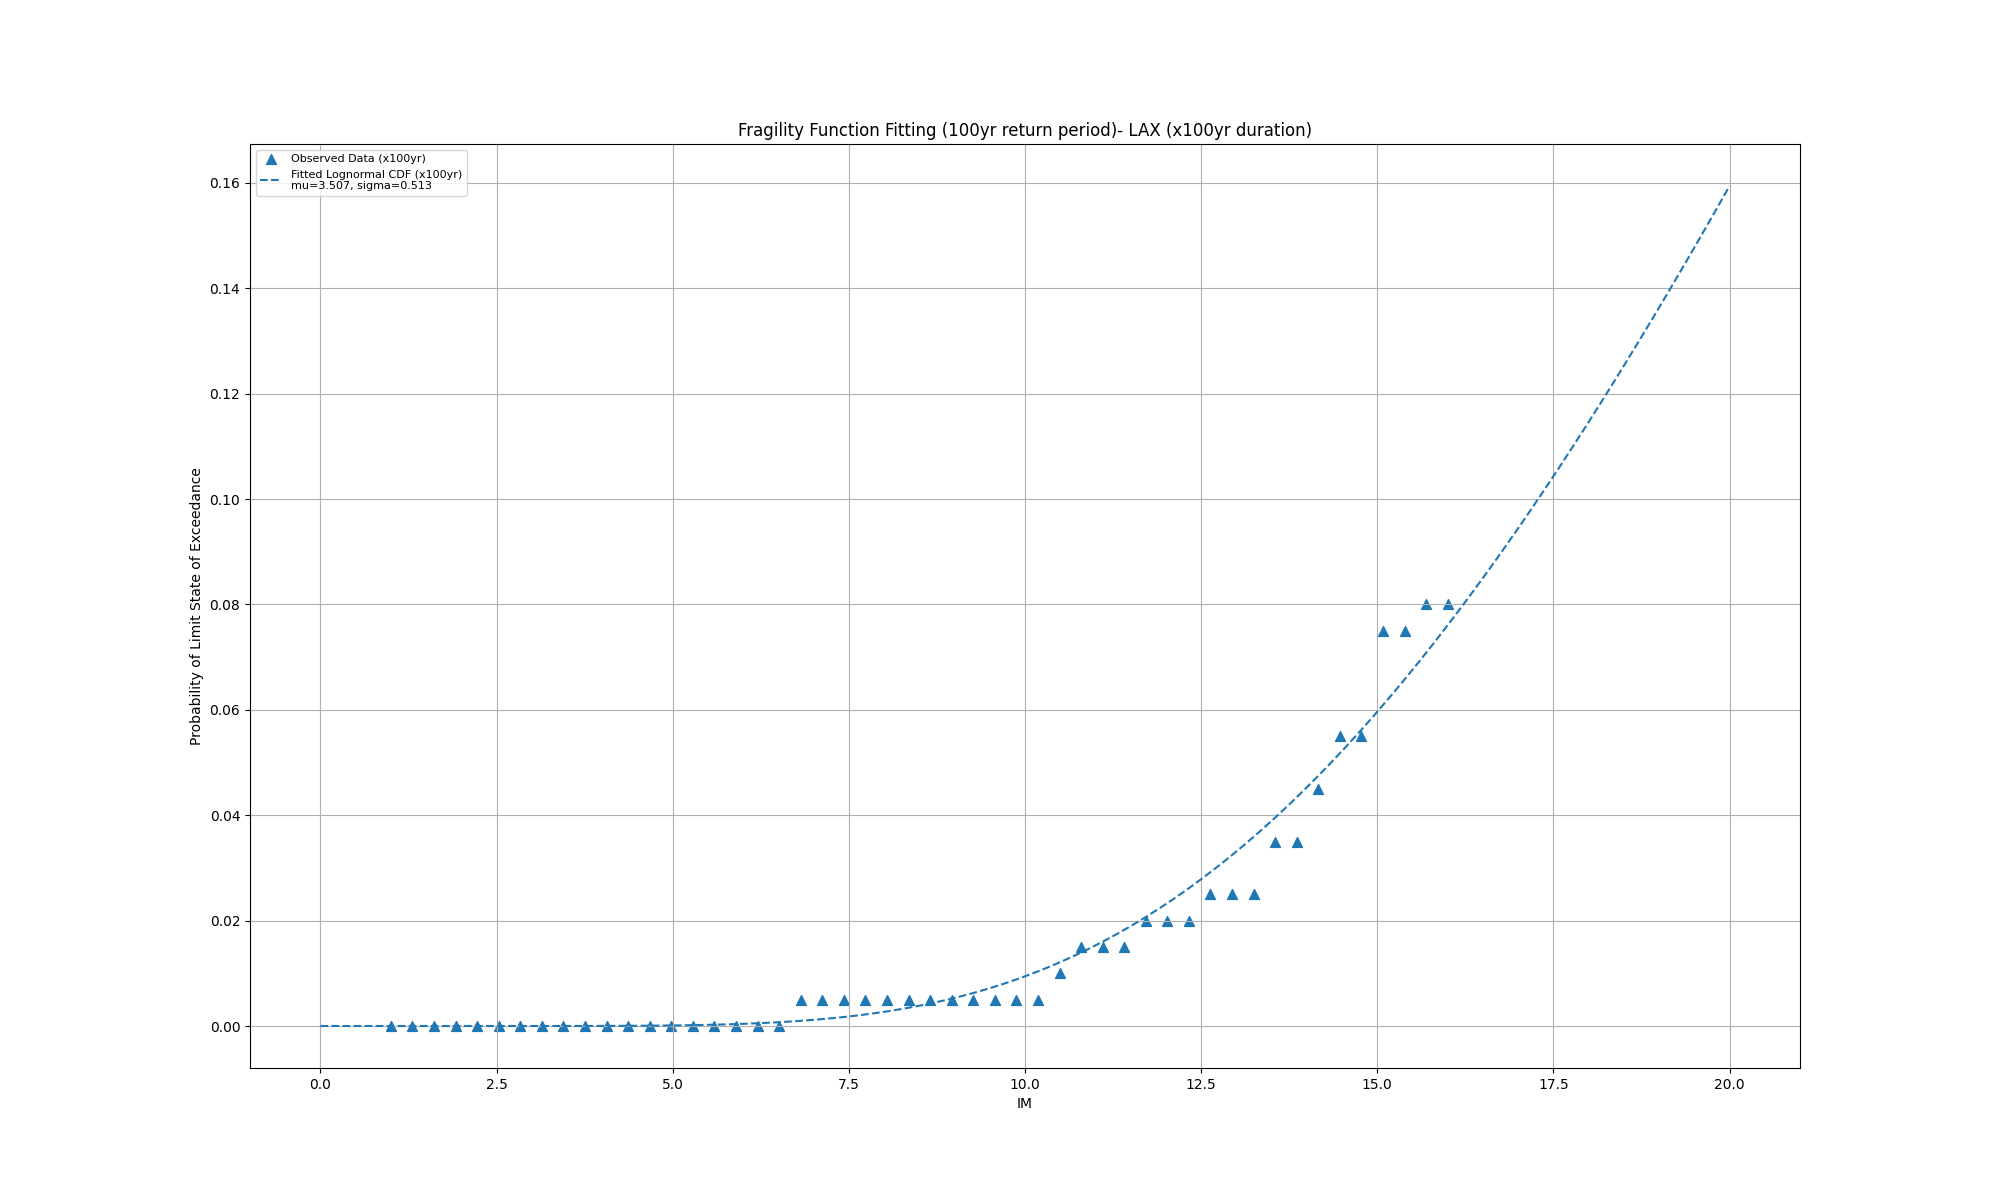 Fragility Function Fitting (100yr return period)- LAX (x100yr duration)
Observed Data (x100yr)
Fitted Lognormal CDF (x100yr)
mu=3.507, sigma=0.513
Probability of Limit State of Exceedance
0.16
0.14
0.12
0.10
0.08
0.06
0.04
0.02
0.00
0.0 2.5 5.0 7.5 10.0 12.5 15.0 17.5 20.0
IM